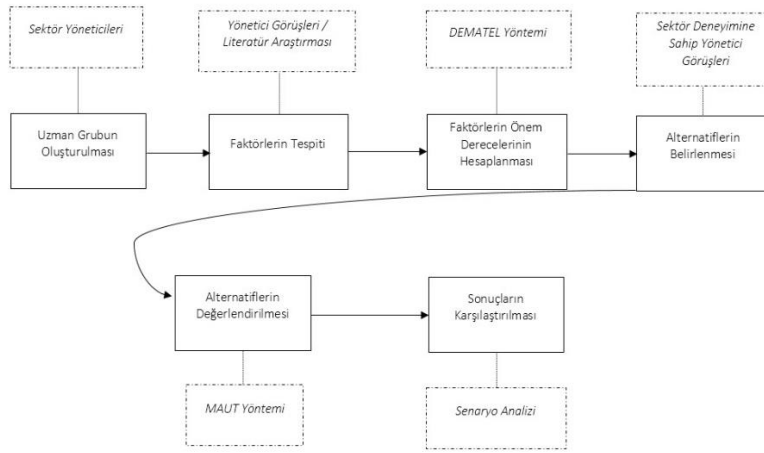 Sektör Yöneticileri
Yönetici Görüşleri /
Literatür Araştırması
DEMATEL Yöntemi
Sektör Deneyimine
Sahip Yönetici
Görüşleri
Uzman Grubun
Oluşturulması
Faktörlerin Tespiti
Faktörlerin Önem
Derecelerinin
Hesaplanması
Alternatiflerin
Belirlenmesi
Alternatiflerin
Değerlendirilmesi
Sonuçların
Karşılaştırılması
MAUT Yöntemi
Senaryo Analizi